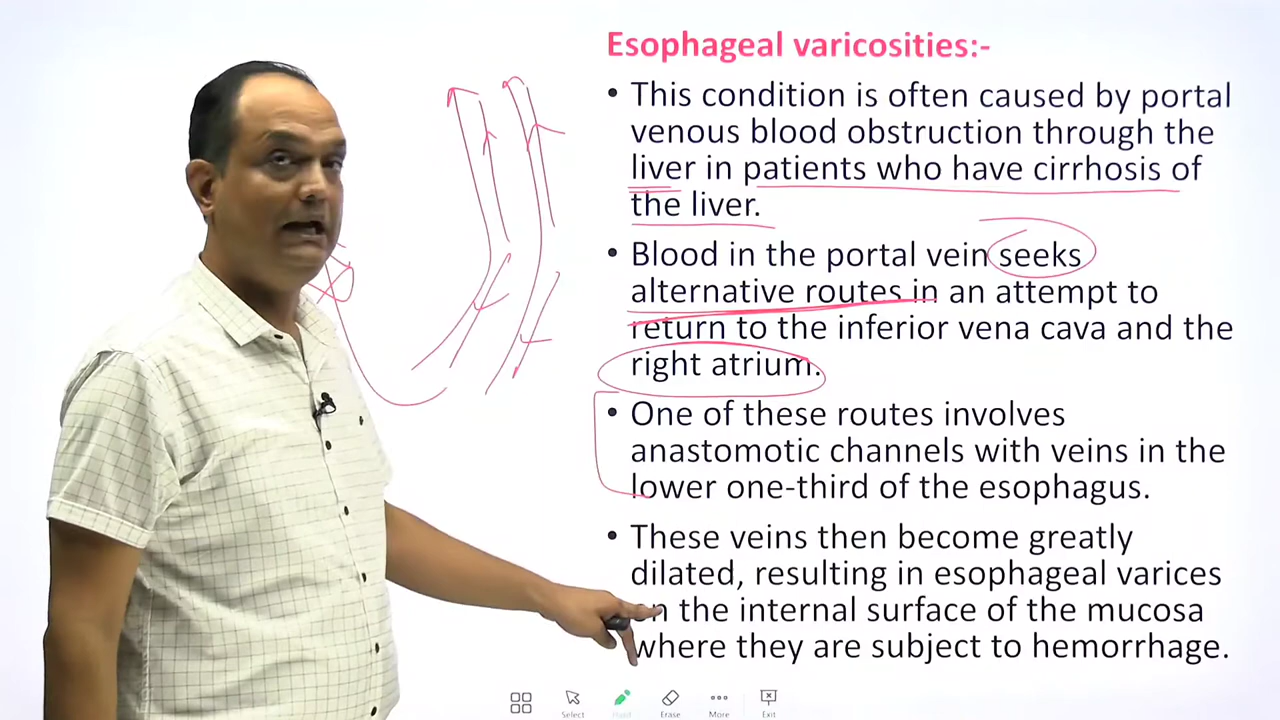 Esophageal varicosities:-
• This condition is often caused by portal
venous blood obstruction through the
liver in patients who have cirrhosis of
the liver.
• Blood in the portal vein seeks
alternative routes in an attempt to
return to the inferior vena cava and the
right atrium.
• One of these routes involves
anastomotic channels with veins in the
lower one-third of the esophagus.
• These veins then become greatly
dilated, resulting in esophageal varices
on the internal surface of the mucosa
where they are subject to hemorrhage.
Select Erase More Exit